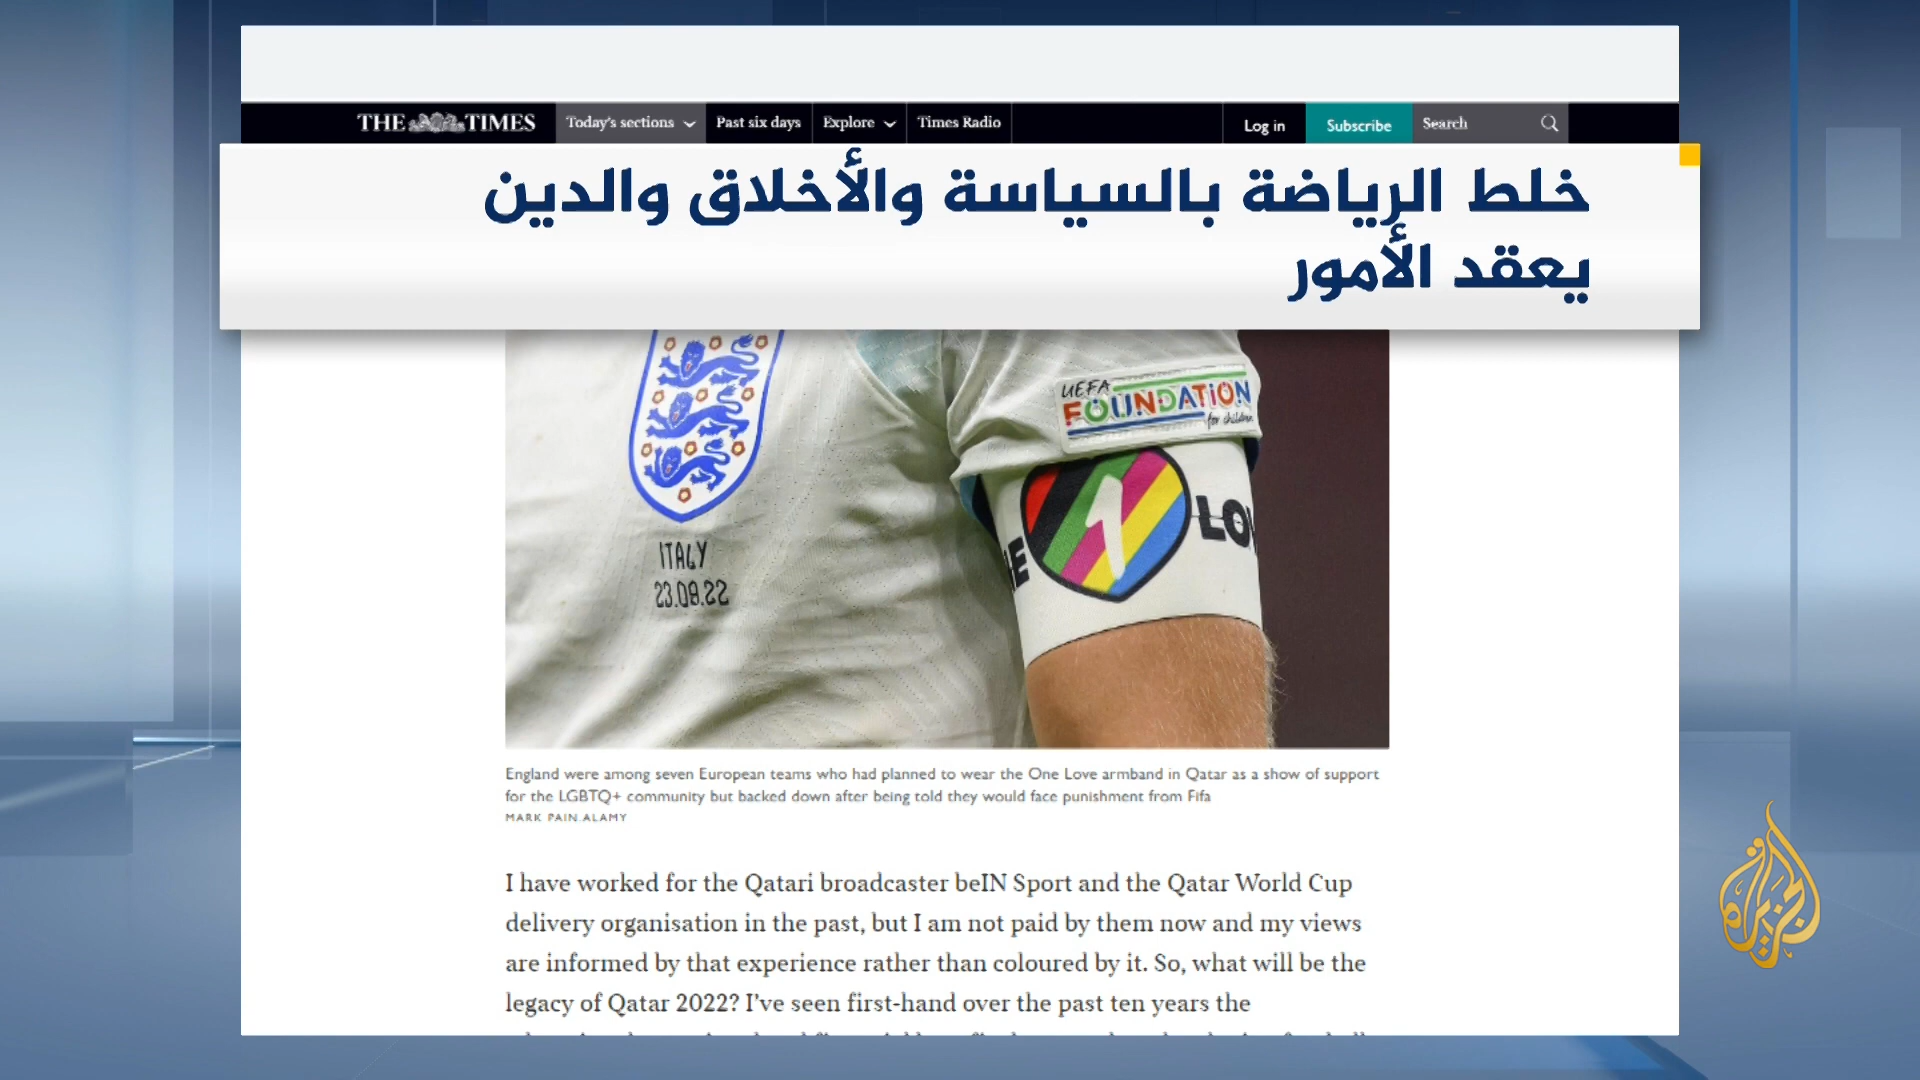 THE TIMES
Today's sections
Past six days
Explore
Times Radio
Log in
Subscribe
Search
خلط الرياضة بالسياسة والأخلاق والدين
يعقد الأمور
UEFA
FOUNDATION
for children
LOV
ITALY
23.09.22
England were among seven European teams who had planned to wear the One Love armband in Qatar as a show of support
for the LGBTQ+ community but backed down after being told they would face punishment from Fifa
MARK PAIN ALAMY
I have worked for the Qatari broadcaster beIN Sport and the Qatar World Cup
delivery organisation in the past, but I am not paid by them now and my views
are informed by that experience rather than coloured by it. So, what will be the
legacy of Qatar 2022? I've seen first-hand over the past ten years the
الجزيرة